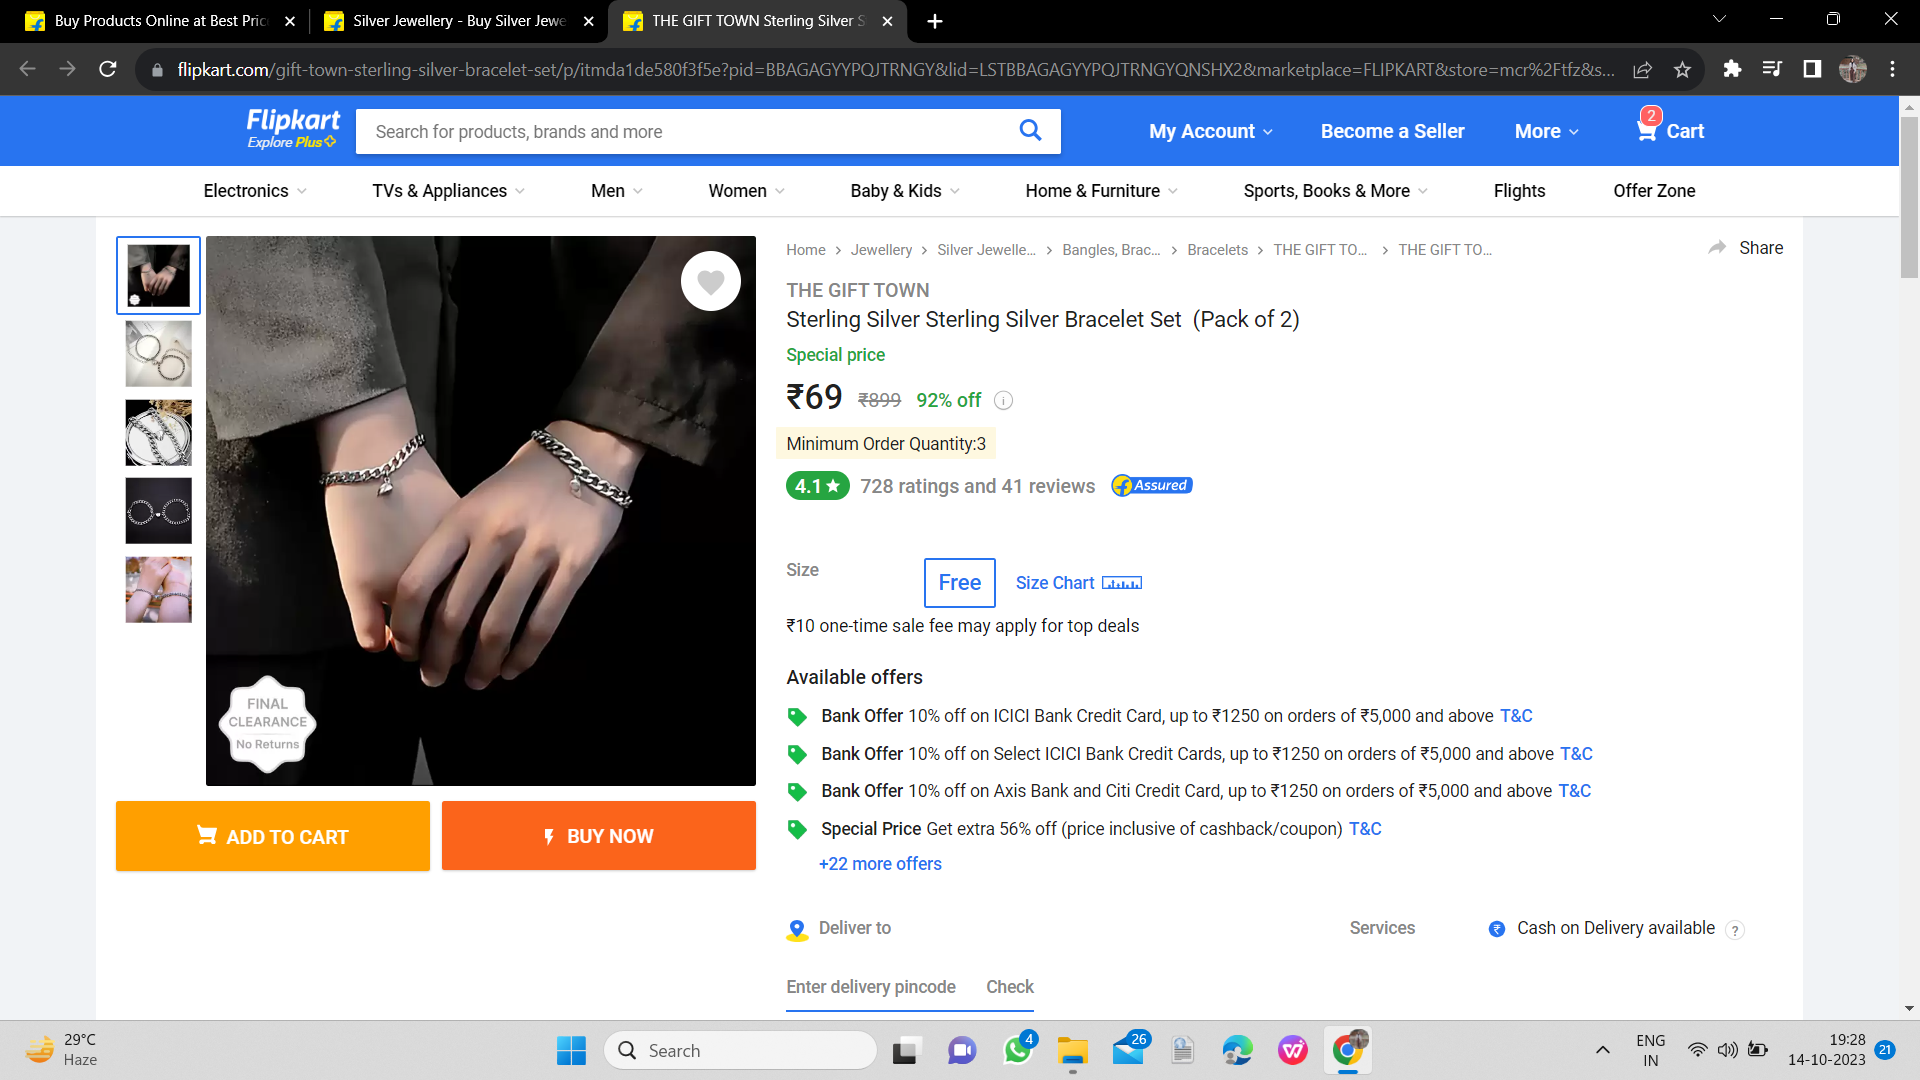 Buy Products Online at Best Pric
Silver Jewellery - Buy Silver Jewe
THE GIFT TOWN Sterling Silver S
flipkart.com/gift-town-sterling-silver-bracelet-set/p/itmda1de580f3f5e?pid=BBAGAGYYPQJTRNGY&lid=LSTBBAGAGYYPQJTRNGYQNSHX2&marketplace=FLIPKART&store=mcr%2Ftfz&s...
Flipkart
Explore Plus
Search for products, brands and more
My Account
Become a Seller
More
2
Cart
Electronics
TVs & Appliances
Men
Women
Baby & Kids
Home & Furniture
Sports, Books & More
Flights
Offer Zone
Home > Jewellery > Silver Jewelle... > Bangles, Brac... > Bracelets > THE GIFT TO... > THE GIFT TO...
Share
THE GIFT TOWN
Sterling Silver Sterling Silver Bracelet Set (Pack of 2)
Special price
₹69 ₹899 92% off
Minimum Order Quantity:3
4.1 728 ratings and 41 reviews Assured
Size
Free
Size Chart
₹10 one-time sale fee may apply for top deals
Available offers
Bank Offer 10% off on ICICI Bank Credit Card, up to ₹1250 on orders of ₹5,000 and above T&C
Bank Offer 10% off on Select ICICI Bank Credit Cards, up to ₹1250 on orders of ₹5,000 and above T&C
Bank Offer 10% off on Axis Bank and Citi Credit Card, up to ₹1250 on orders of ₹5,000 and above T&C
Special Price Get extra 56% off (price inclusive of cashback/coupon) T&C
+22 more offers
FINAL
CLEARANCE
No Returns
ADD TO CART
BUY NOW
Deliver to
Services
₹ Cash on Delivery available ?
Enter delivery pincode
Check
29°C
Haze
Search
4
26
ENG
IN
19:28
14-10-2023
21